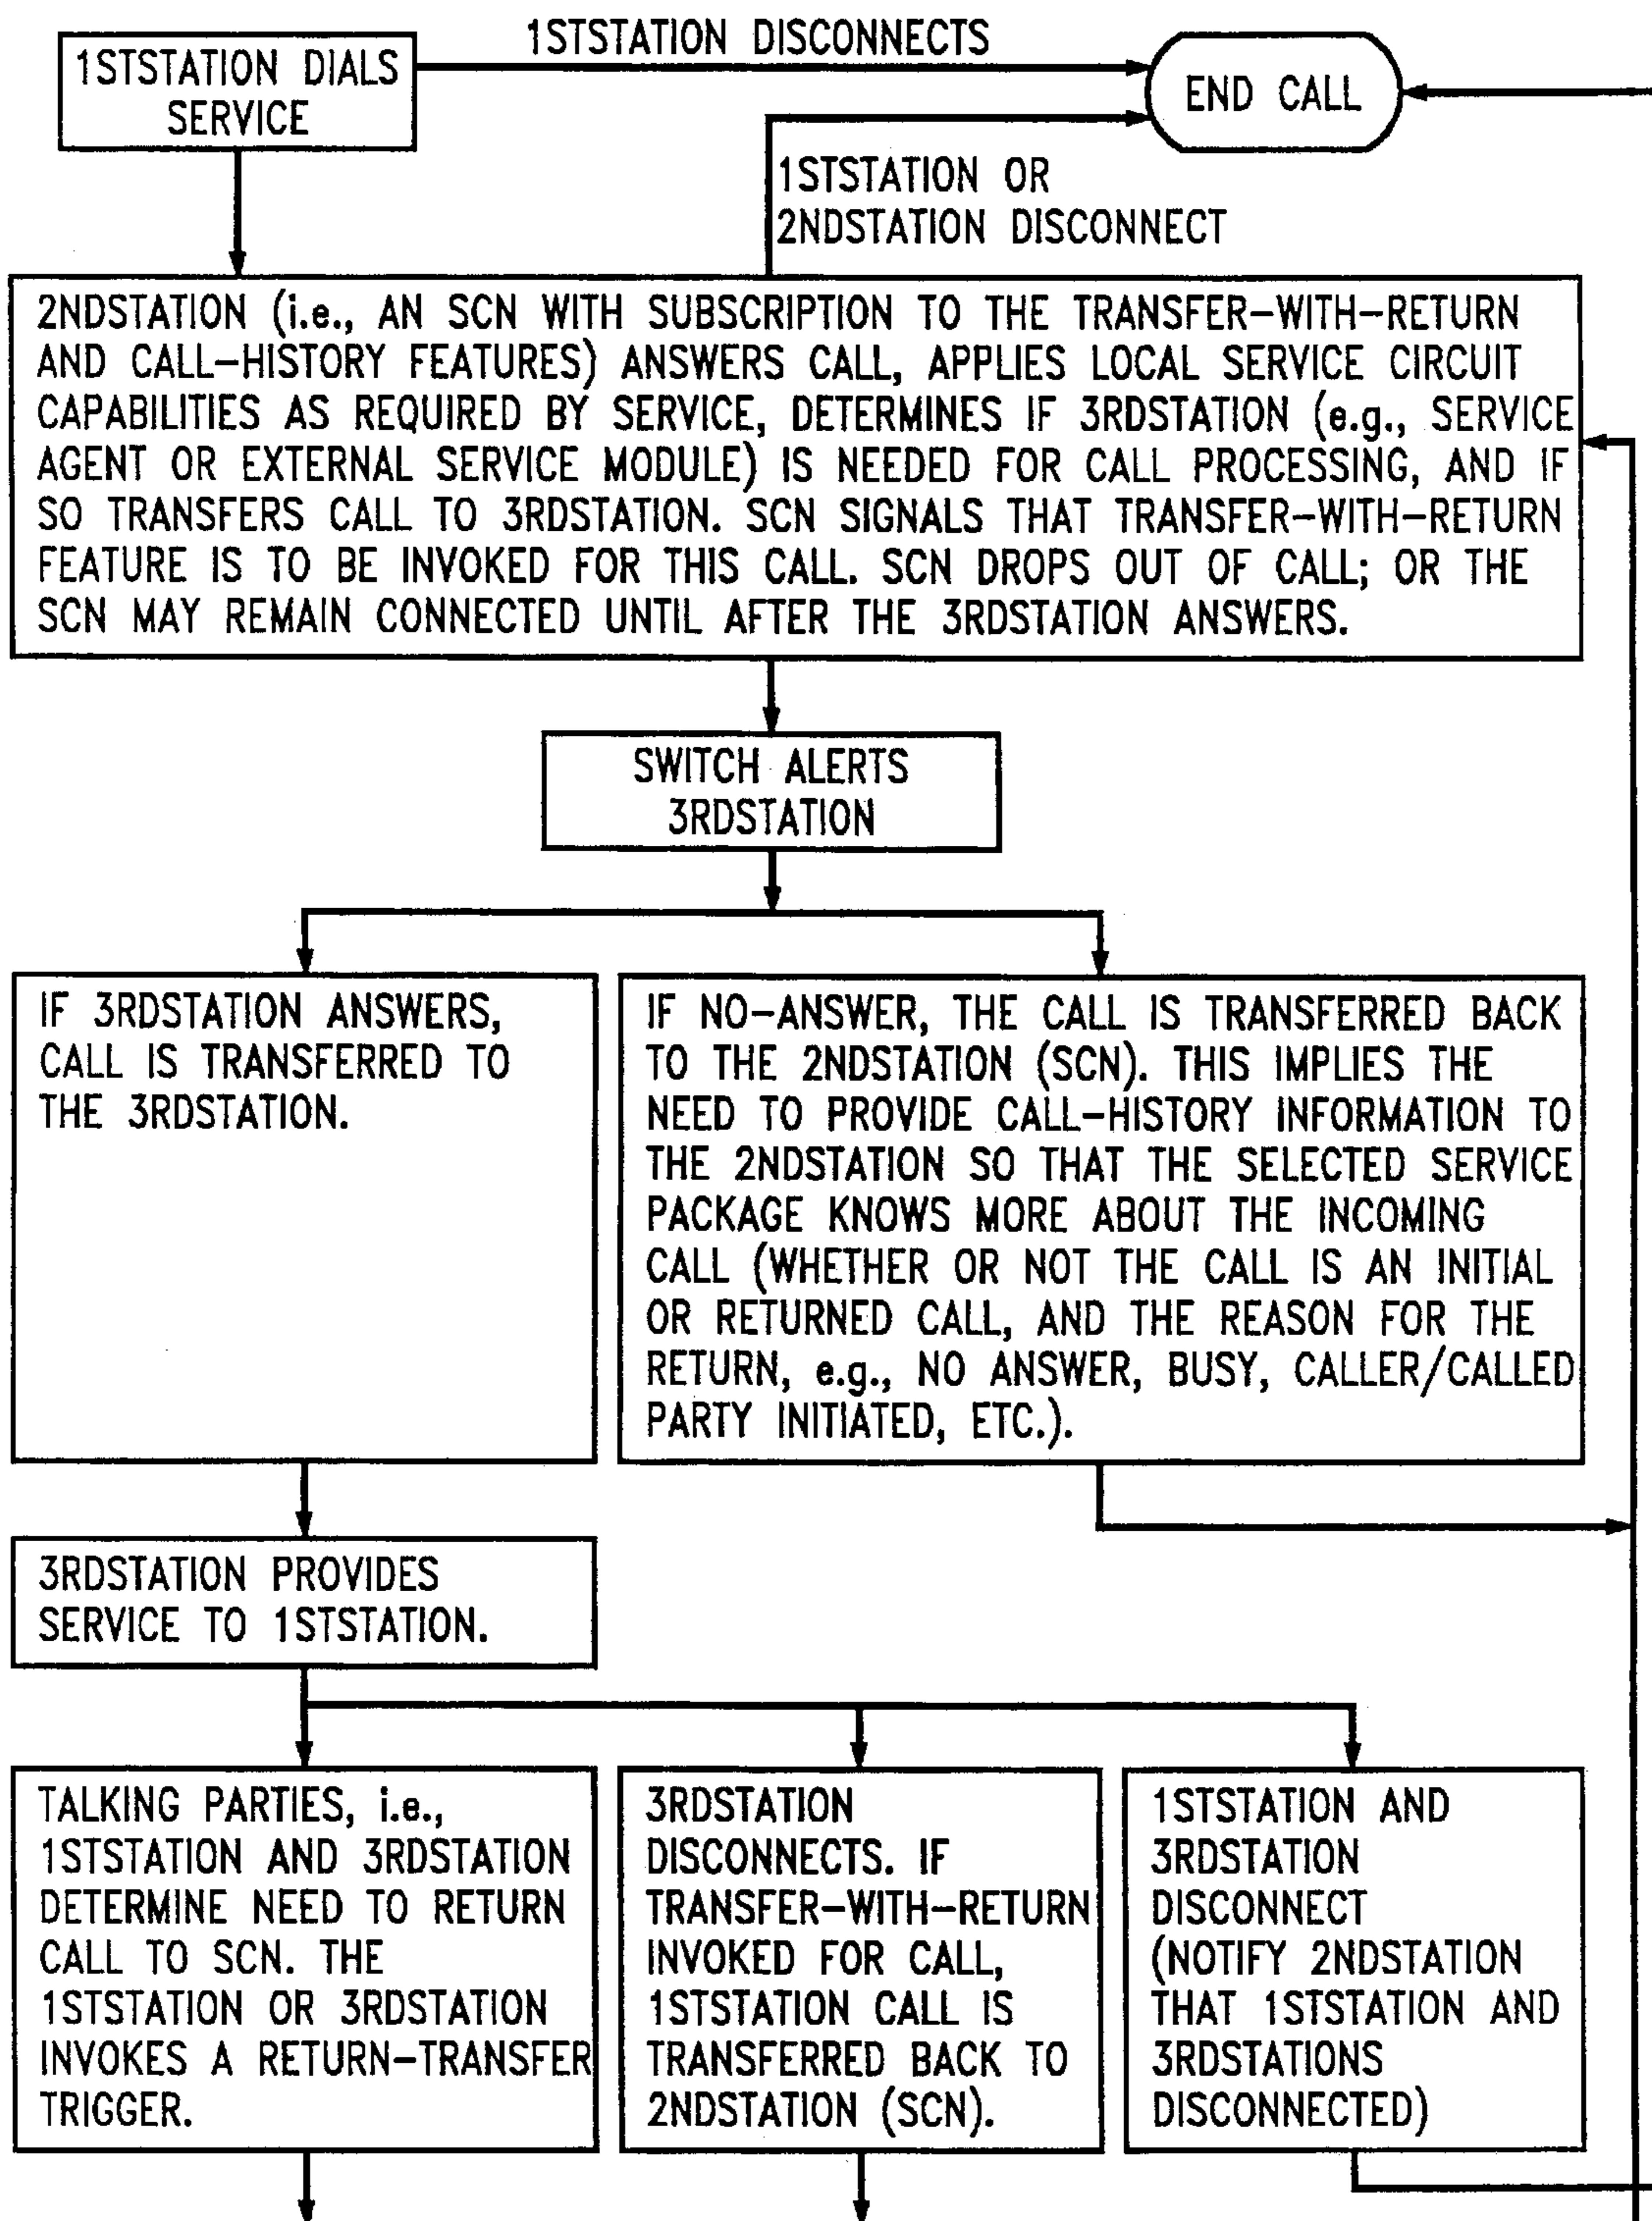 1STSTATION DISCONNECTS
1STSTATION DIALS
SERVICE
END CALL
1STSTATION OR
2NDSTATION DISCONNECT
2NDSTATION (i.e., AN SCN WITH SUBSCRIPTION TO THE TRANSFER-WITH-RETURN
AND CALL-HISTORY FEATURES) ANSWERS CALL, APPLIES LOCAL SERVICE CIRCUIT
CAPABILITIES AS REQUIRED BY SERVICE, DETERMINES IF 3RDSTATION (e.g., SERVICE
AGENT OR EXTERNAL SERVICE MODULE) IS NEEDED FOR CALL PROCESSING, AND IF
SO TRANSFERS CALL TO 3RDSTATION. SCN SIGNALS THAT TRANSFER-WITH-RETURN
FEATURE IS TO BE INVOKED FOR THIS CALL. SCN DROPS OUT OF CALL; OR THE
SCN MAY REMAIN CONNECTED UNTIL AFTER THE 3RDSTATION ANSWERS.
SWITCH ALERTS
3RDSTATION
IF 3RDSTATION ANSWERS,
CALL IS TRANSFERRED TO
THE 3RDSTATION.
IF NO-ANSWER, THE CALL IS TRANSFERRED BACK
TO THE 2NDSTATION (SCN). THIS IMPLIES THE
NEED TO PROVIDE CALL-HISTORY INFORMATION TO
THE 2NDSTATION SO THAT THE SELECTED SERVICE
PACKAGE KNOWS MORE ABOUT THE INCOMING
CALL (WHETHER OR NOT THE CALL IS AN INITIAL
OR RETURNED CALL, AND THE REASON FOR THE
RETURN, e.g., NO ANSWER, BUSY, CALLER/CALLED
PARTY INITIATED, ETC.).
3RDSTATION PROVIDES
SERVICE TO 1STSTATION.
TALKING PARTIES, i.e.,
1STSTATION AND 3RDSTATION
DETERMINE NEED TO RETURN
CALL TO SCN. THE
1STSTATION OR 3RDSTATION
INVOKES A RETURN-TRANSFER
TRIGGER.
3RDSTATION
DISCONNECTS. IF
TRANSFER-WITH-RETURN
INVOKED FOR CALL,
1STSTATION CALL IS
TRANSFERRED BACK TO
2NDSTATION (SCN).
1STSTATION AND
3RDSTATION
DISCONNECT
(NOTIFY 2NDSTATION
THAT 1STSTATION AND
3RDSTATIONS
DISCONNECTED)